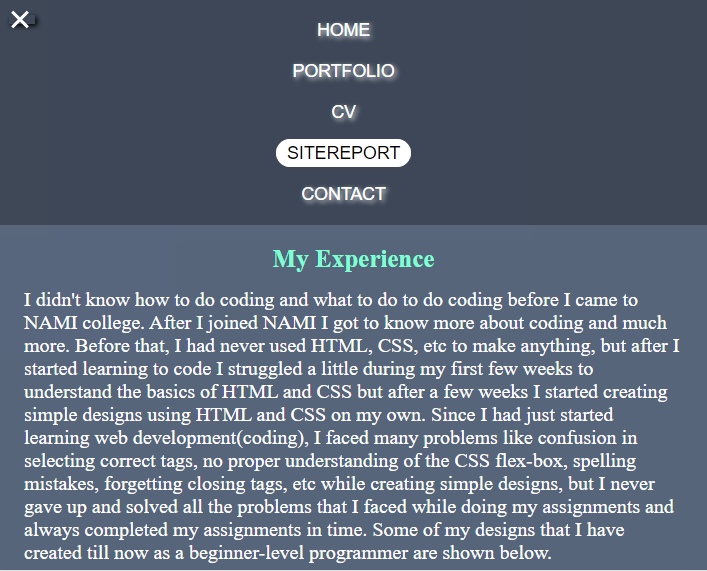 HOME
PORTFOLIO
CV
SITEREPORT
CONTACT
My Experience
I didn't know how to do coding and what to do to do coding before I came to
NAMI college. After I joined NAMI I got to know more about coding and much
more. Before that, I had never used HTML, CSS, etc to make anything, but after I
started learning to code I struggled a little during my first few weeks to
understand the basics of HTML and CSS but after a few weeks I started creating
simple designs using HTML and CSS on my own. Since I had just started
learning web development(coding), I faced many problems like confusion in
selecting correct tags, no proper understanding of the CSS flex-box, spelling
mistakes, forgetting closing tags, etc while creating simple designs, but I never
gave up and solved all the problems that I faced while doing my assignments and
always completed my assignments in time. Some of my designs that I have
created till now as a beginner-level programmer are shown below.